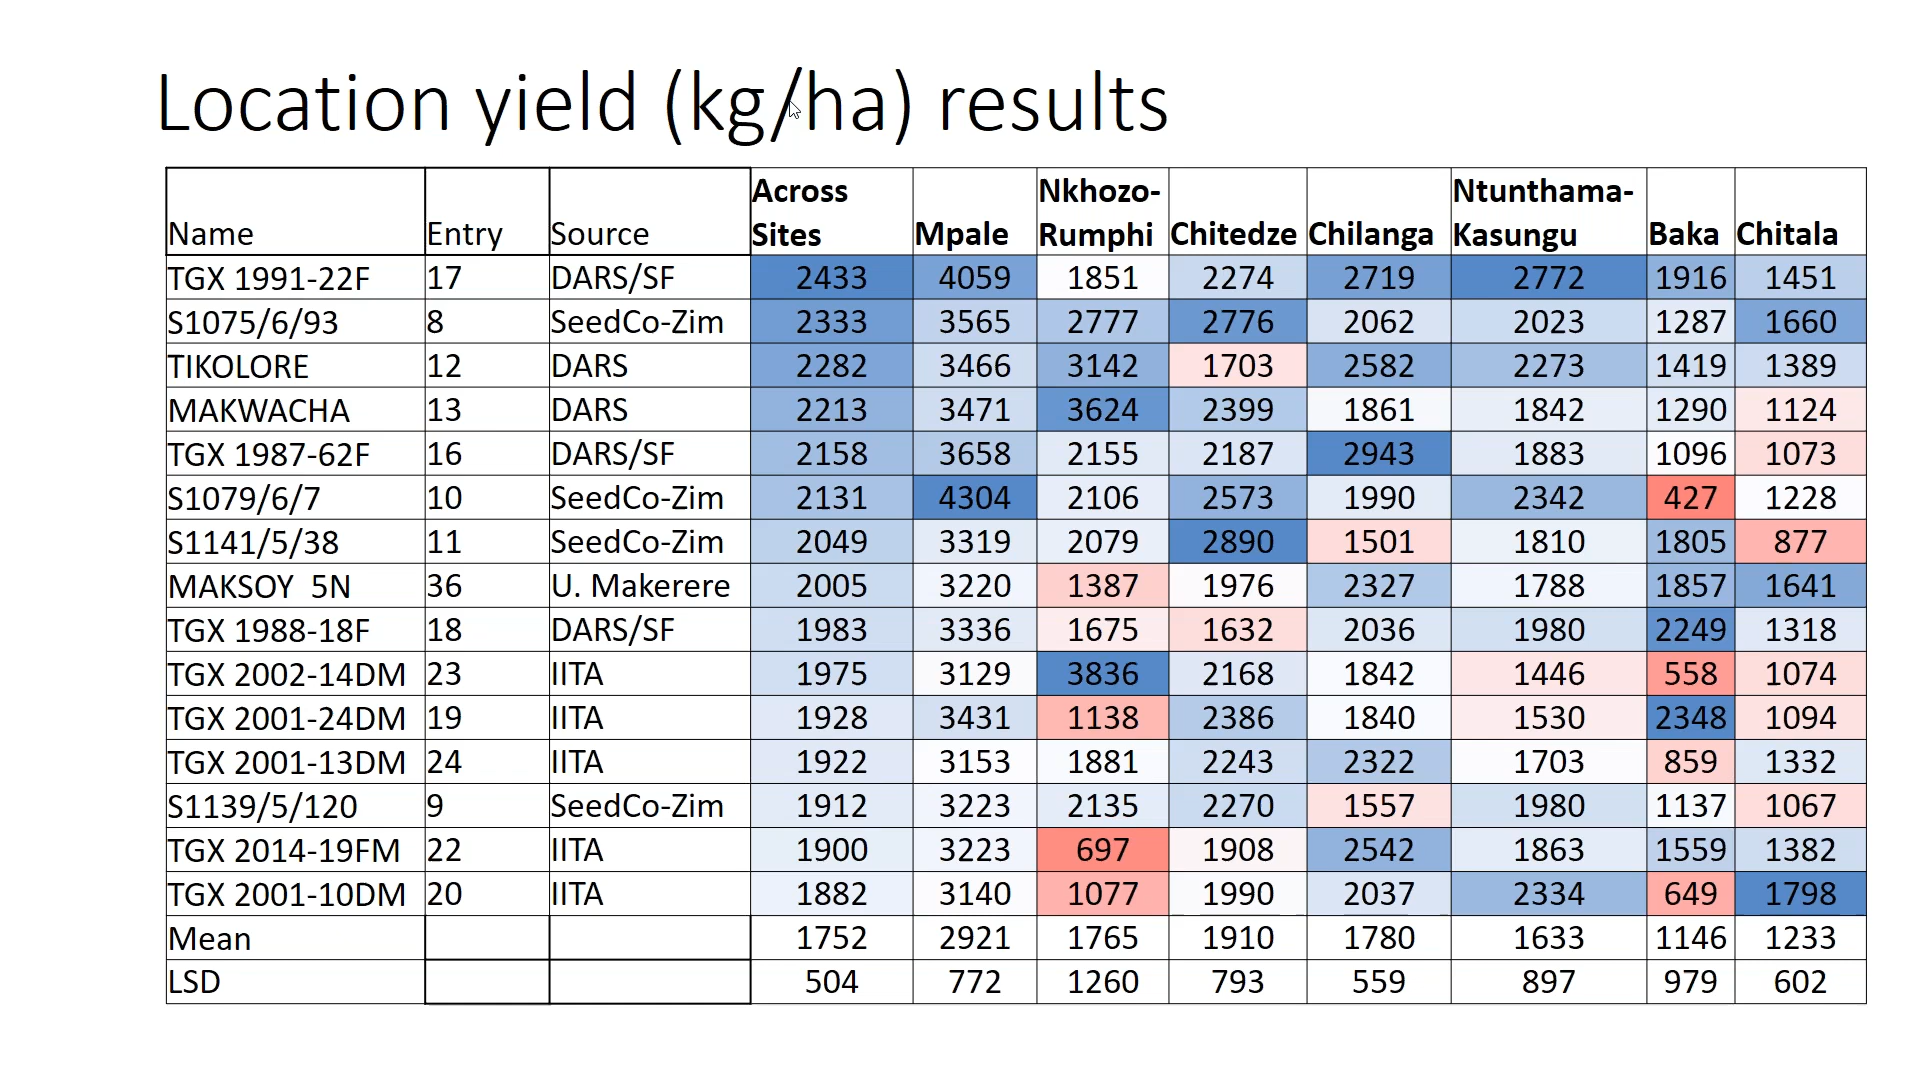 Location yield (kg/ha) results
Name Entry Source Across Sites Mpale Nkhozo-Rumphi Chitedze Chilanga Ntunthama-Kasungu Baka Chitala
TGX 1991-22F 17 DARS/SF 2433 4059 1851 2274 2719 2772 1916 1451
S1075/6/93 8 SeedCo-Zim 2333 3565 2777 2776 2062 2023 1287 1660
TIKOLORE 12 DARS 2282 3466 3142 1703 2582 2273 1419 1389
MAKWACHA 13 DARS 2213 3471 3624 2399 1861 1842 1290 1124
TGX 1987-62F 16 DARS/SF 2158 3658 2155 2187 2943 1883 1096 1073
S1079/6/7 10 SeedCo-Zim 2131 4304 2106 2573 1990 2342 427 1228
S1141/5/38 11 SeedCo-Zim 2049 3319 2079 2890 1501 1810 1805 877
MAKSOY 5N 36 U. Makerere 2005 3220 1387 1976 2327 1788 1857 1641
TGX 1988-18F 18 DARS/SF 1983 3336 1675 1632 2036 1980 2249 1318
TGX 2002-14DM 23 IITA 1975 3129 3836 2168 1842 1446 558 1074
TGX 2001-24DM 19 IITA 1928 3431 1138 2386 1840 1530 2348 1094
TGX 2001-13DM 24 IITA 1922 3153 1881 2243 2322 1703 859 1332
S1139/5/120 9 SeedCo-Zim 1912 3223 2135 2270 1557 1980 1137 1067
TGX 2014-19FM 22 IITA 1900 3223 697 1908 2542 1863 1559 1382
TGX 2001-10DM 20 IITA 1882 3140 1077 1990 2037 2334 649 1798
Mean 1752 2921 1765 1910 1780 1633 1146 1233
LSD 504 772 1260 793 559 897 979 602